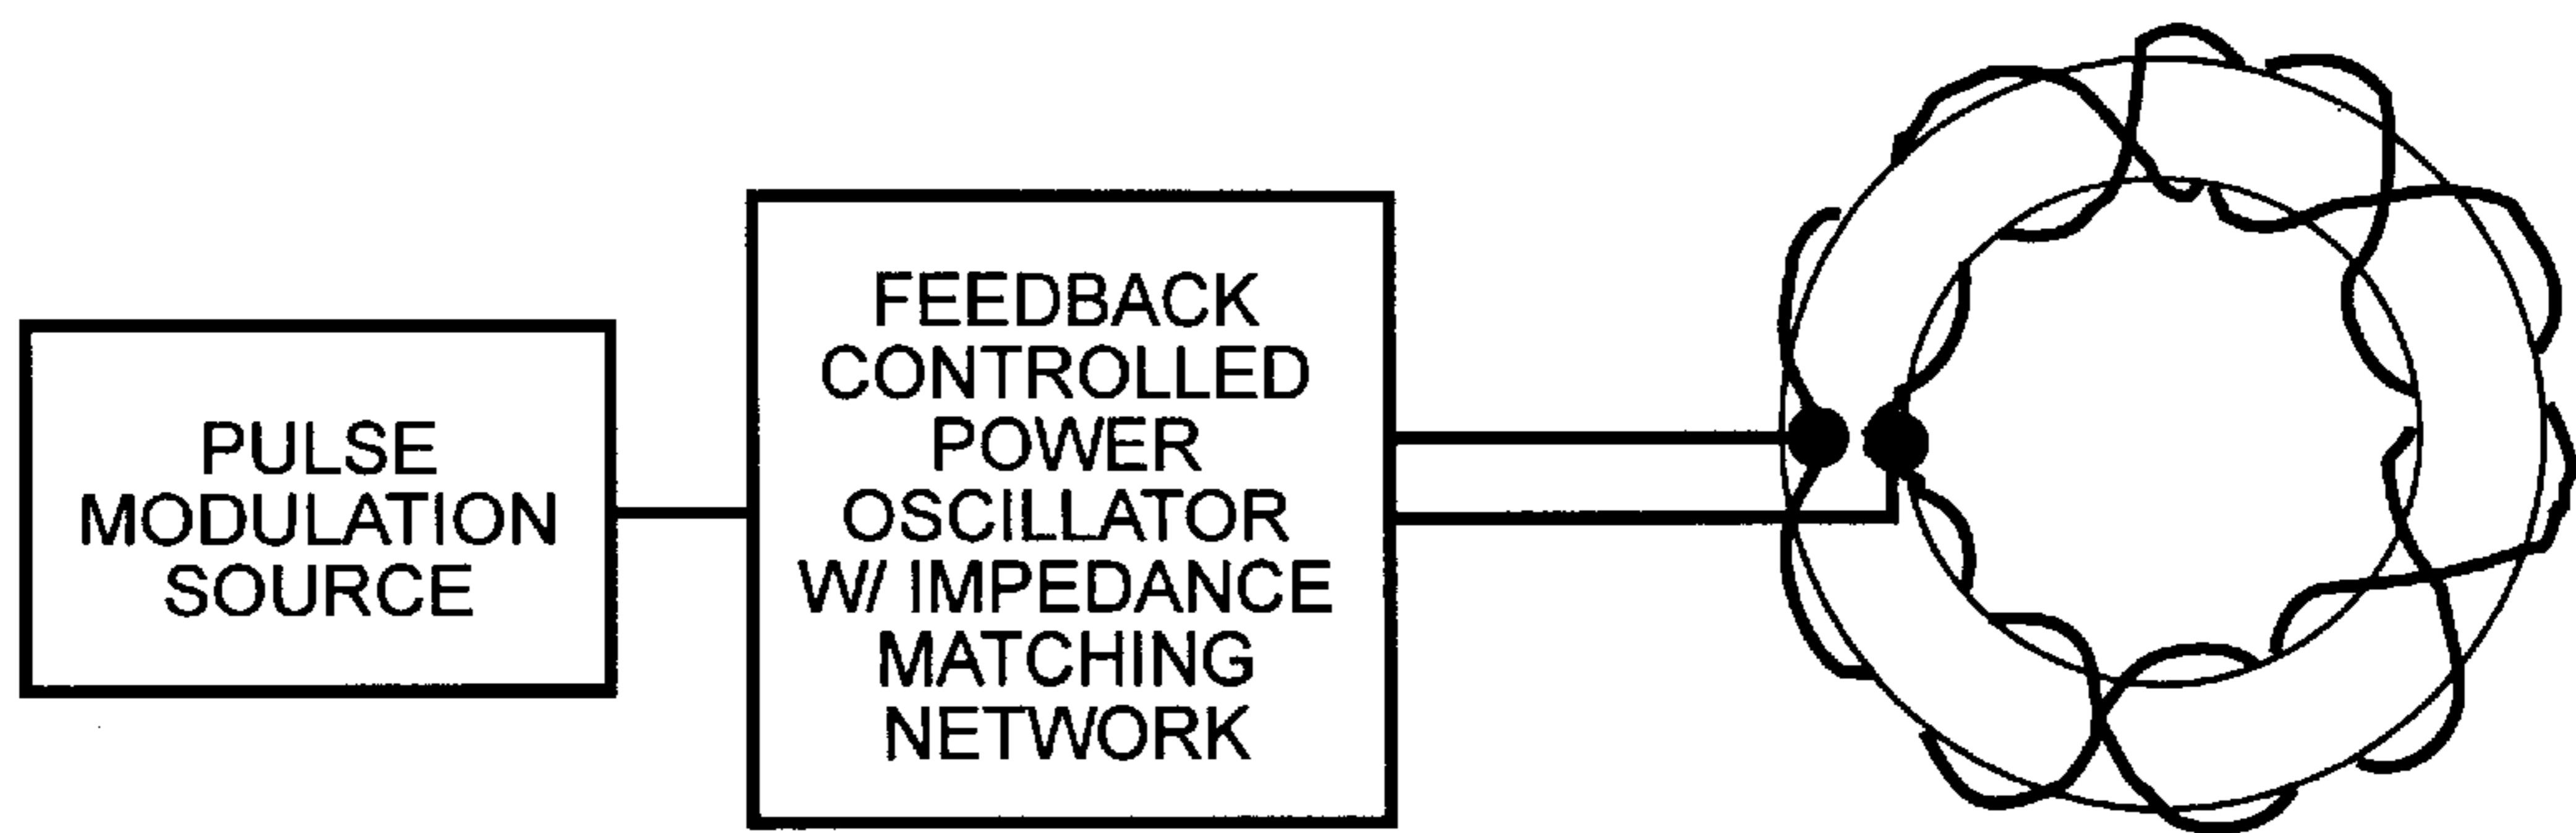 PULSE
MODULATION
SOURCE
FEEDBACK
CONTROLLED
POWER
OSCILLATOR
W/ IMPEDANCE
MATCHING
NETWORK